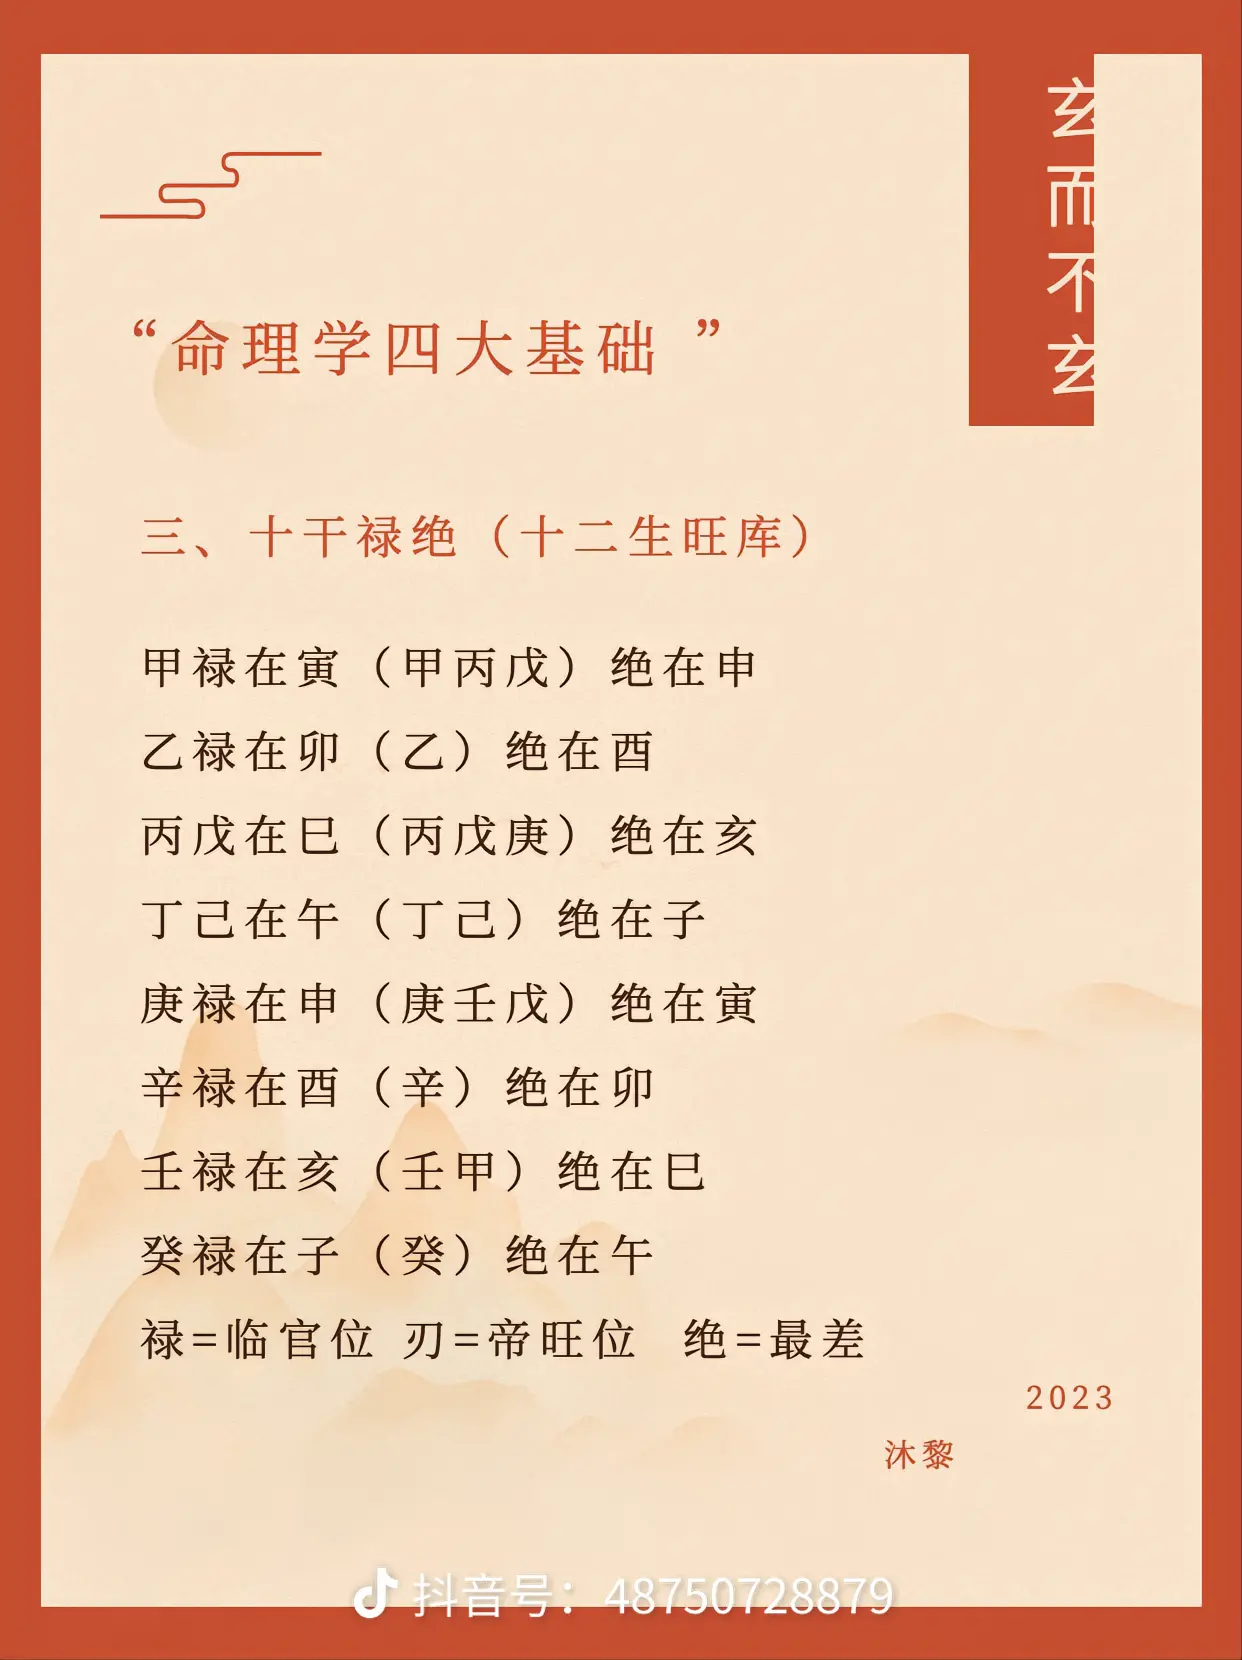 玄而不玄
“命理学四大基础 ”
三、十干禄绝（十二生旺库）
甲禄在寅（甲丙戊）绝在申
乙禄在卯（乙）绝在酉
丙戊在巳（丙戊庚）绝在亥
丁己在午（丁己）绝在子
庚禄在申（庚壬戊）绝在寅
辛禄在酉（辛）绝在卯
壬禄在亥（壬甲）绝在巳
癸禄在子（癸）绝在午
禄=临官位 刃=帝旺位 绝=最差
2023
沐黎
抖音号：48750728879